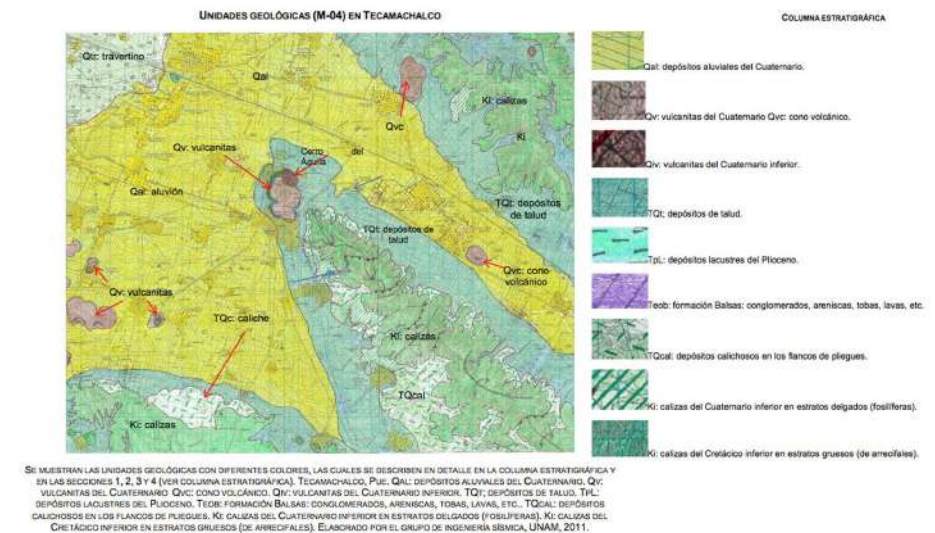 UNIDADES GEOLÓGICAS (M-04) EN TECAMACHALCO
COLUMNA ESTRATIGRÁFICA
Qtr: travertino
Qal
Qvc
Ki: calizas
Ki
Qv: vulcanitas
Cerro del
Águila
Qal: aluvión
TQt: depósitos
de talud
TQt: depósitos de
talud
Qvc: cono
volcánico
Qv: vulcanitas
TQc: caliche
Ki: calizas
TQcal
Ki: calizas
Qal: depósitos aluviales del Cuaternario.
Qv: vulcanitas del Cuaternario Qvc: cono volcánico.
Qiv: vulcanitas del Cuaternario inferior.
TQt; depósitos de talud.
TpL: depósitos lacustres del Plioceno.
Teob: formación Balsas: conglomerados, areniscas, tobas, lavas, etc.
TQcal: depósitos calichosos en los flancos de pliegues.
Ki: calizas del Cuaternario inferior en estratos delgados (fosilíferas).
Ki: calizas del Cretácico inferior en estratos gruesos (de arrecifales).
SE MUESTRAN LAS UNIDADES GEOLÓGICAS CON DIFERENTES COLORES, LAS CUALES SE DESCRIBEN EN DETALLE EN LA COLUMNA ESTRATIGRÁFICA Y
EN LAS SECCIONES 1, 2, 3 Y 4 (VER COLUMNA ESTRATIGRÁFICA). TECAMACHALCO, PUE. QAL: DEPÓSITOS ALUVIALES DEL CUATERNARIO. QV:
VULCANITAS DEL CUATERNARIO QVC: CONO VOLCÁNICO. QIV: VULCANITAS DEL CUATERNARIO INFERIOR. TQT; DEPÓSITOS DE TALUD. TPL:
DEPÓSITOS LACUSTRES DEL PLIOCENO. TEOB: FORMACIÓN BALSAS: CONGLOMERADOS, ARENISCAS, TOBAS, LAVAS, ETC.. TQCAL: DEPÓSITOS
CALICHOSOS EN LOS FLANCOS DE PLIEGUES. KI: CALIZAS DEL CUATERNARIO INFERIOR EN ESTRATOS DELGADOS (FOSILÍFERAS). KI: CALIZAS DEL
CRETÁCICO INFERIOR EN ESTRATOS GRUESOS (DE ARRECIFALES). ELABORADO POR EL GRUPO DE INGENIERÍA SÍSMICA, UNAM, 2011.